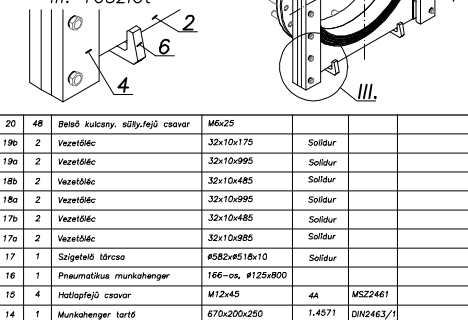 III.
2
6
4
III.
20 48 Belső kulcsny. sülly.fejű csavar M6x25
19b 2 Vezetőléc 32x10x175 Solidur
19a 2 Vezetőléc 32x10x995 Solidur
18b 2 Vezetőléc 32x10x485 Solidur
18a 2 Vezetőléc 32x10x995 Solidur
17b 2 Vezetőléc 32x10x485 Solidur
17a 2 Vezetőléc 32x10x985 Solidur
17 1 Szigetelő tárcsa ø582xø518x10 Solidur
16 1 Pneumatikus munkahenger 166-os, ø125x800
15 4 Hatlapfejű csavar M12x45 4A MSZ2461
14 1 Munkahenger tartó 670x200x250 1.4571 DIN2463/1